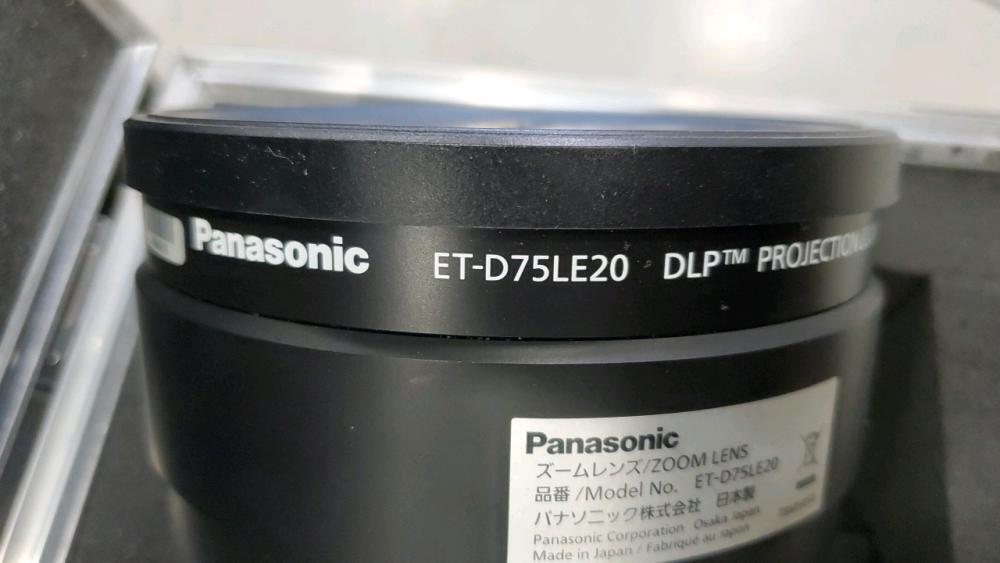 Panasonic ET-D75LE20 DLP™ PROJECTION
Panasonic
ズームレンズ/ZOOM LENS
品番 /Model No. ET-D75LE20
パナソニック株式会社 日本製
Panasonic Corporation Osaka Japan
Made in Japan / Fabriqué au Japon